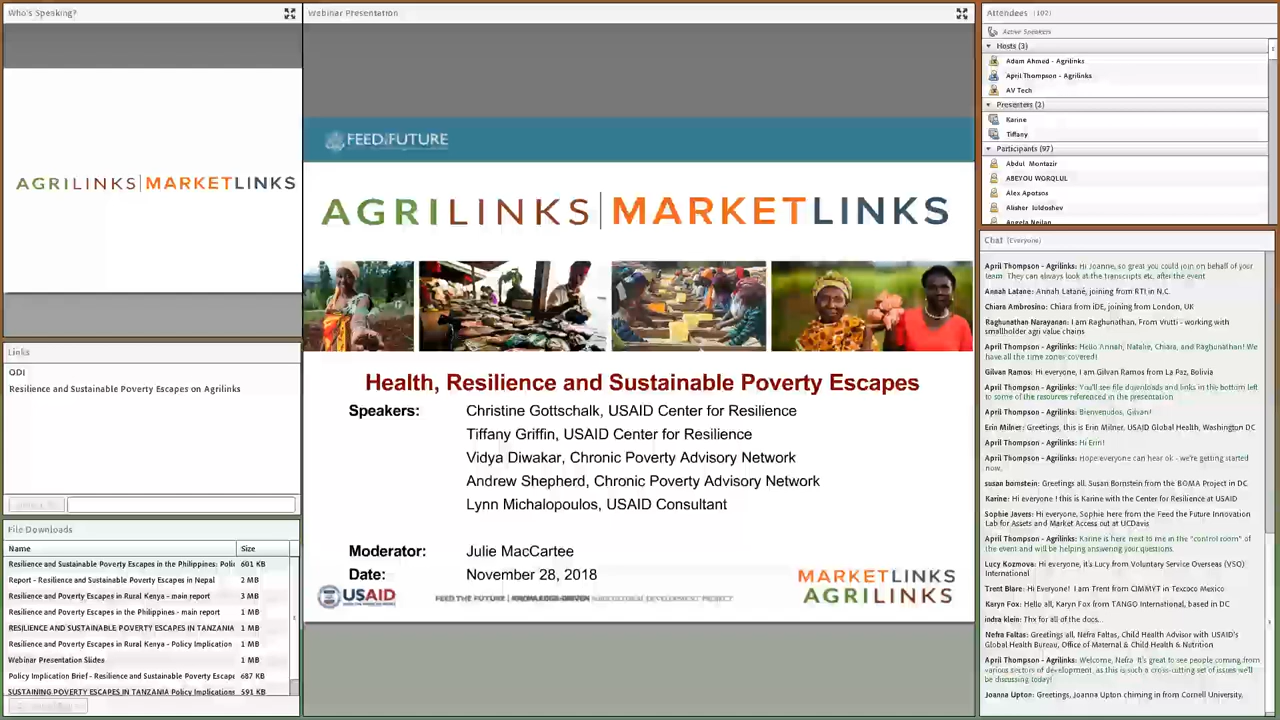 Who's Speaking?
AGRILINKS|MARKETLINKS
Links
ODI
Resilience and Sustainable Poverty Escapes on Agrilinks
File Downloads
Name Size
Resilience and Sustainable Poverty Escapes in the Philippines: Polic 601 KB
Report - Resilience and Sustainable Poverty Escapes in Nepal 2 MB
Resilience and Poverty Escapes in Rural Kenya - main report 3 MB
Resilience and Poverty Escapes in the Philippines - main report 1 MB
RESILIENCE AND SUSTAINABLE POVERTY ESCAPES IN TANZANIA 1 MB
Resilience and Poverty Escapes in Rural Kenya - Policy Implication 1 MB
Webinar Presentation Slides 1 MB
Policy Implication Brief - Resilience and Sustainable Poverty Escape 687 KB
SUSTAINING POVERTY ESCAPES IN TANZANIA Policy Implications 591 KB
Webinar Presentation
FEED THE FUTURE
AGRILINKS|MARKETLINKS
Health, Resilience and Sustainable Poverty Escapes
Speakers: Christine Gottschalk, USAID Center for Resilience
Tiffany Griffin, USAID Center for Resilience
Vidya Diwakar, Chronic Poverty Advisory Network
Andrew Shepherd, Chronic Poverty Advisory Network
Lynn Michalopoulos, USAID Consultant
Moderator: Julie MacCartee
Date: November 28, 2018
USAID
FEED THE FUTURE
MARKETLINKS
AGRILINKS
Attendees (102)
Active Speakers
Hosts (3)
Adam Ahmed - Agrilinks
April Thompson - Agrilinks
AV Tech
Presenters (2)
Karine
Tiffany
Participants (97)
Abdul Montazir
ABEYOU WORQLUL
Alex Apotsos
Alisher Iuldoshev
Angela Neilan
Chat (Everyone)
April Thompson - Agrilinks: Hi Joanne, so great you could join on behalf of your
team. They can always look at the transcripts etc. after the event
Annah Latane: Annah Latané, joining from RTI in N.C.
Chiara Ambrosino: Chiara from iDE, joining from London, UK
Raghunathan Narayanan: I am Raghunathan, From Vrutti - working with
smallholder agri value chains
April Thompson - Agrilinks: Hello Annah, Natalie, Chiara, and Raghunathan! We
have all the time zones covered!
Gilvan Ramos: Hi everyone, I am Gilvan Ramos from La Paz, Bolivia
April Thompson - Agrilinks: You'll see file downloads and links in the bottom left
to some of the resources referenced in the presentation
April Thompson - Agrilinks: Bienvenudos, Gilvan!
Erin Milner: Greetings, this is Erin Milner, USAID Global Health, Washington DC
April Thompson - Agrilinks: Hi Erin!
April Thompson - Agrilinks: Hope everyone can hear ok - we're getting started
now,
susan bornstein: Greetings all. Susan Bornstein from the BOMA Project in DC
Karine: Hi everyone ! this is Karine with the Center for Resilience at USAID
Sophie Javers: Hi everyone, Sophie here from the Feed the Future Innovation
Lab for Assets and Market Access out at UCDavis
April Thompson - Agrilinks: Karine is here next to me in the "control room" of
the event and will be helping answering your questions.
Lucy Kozmova: Hi everyone, it's Lucy from Voluntary Service Overseas (VSO)
International
Trent Blare: Hi Everyone! I am Trent from CIMMYT in Texcoco Mexico
Karyn Fox: Hello all, Karyn Fox from TANGO International, based in DC
indra klein: Thx for all of the docs...
Nefra Faltas: Greetings all, Nefra Faltas, Child Health Advisor with USAID's
Global Health Bureau, Office of Maternal & Child Health & Nutrition
April Thompson - Agrilinks: Welcome, Nefra. It's great to see people coming from
various sectors of development, as this is such a cross-cutting set of issues we'll
be discussing today!
Joanna Upton: Greetings, Joanna Upton chiming in from Cornell University,